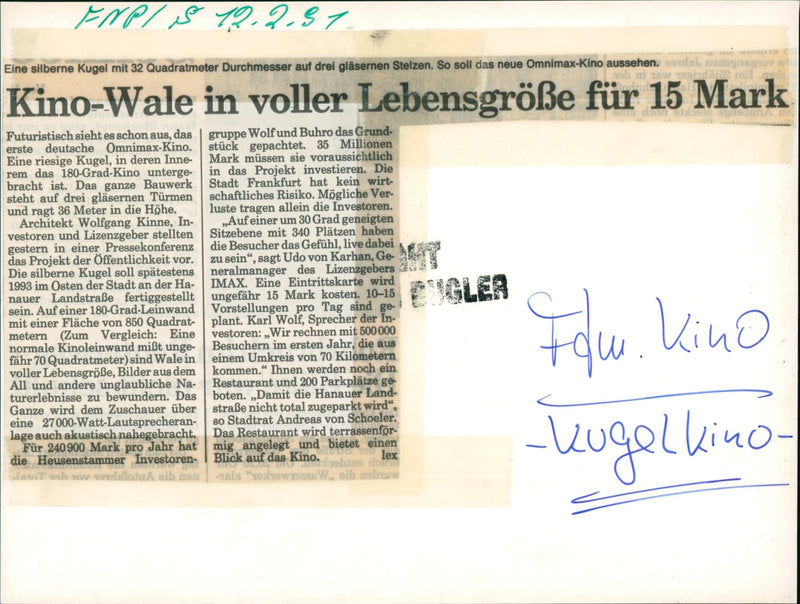 FNP / S 12.2.91
Eine silberne Kugel mit 32 Quadratmeter Durchmesser auf drei gläsernen Stelzen. So soll das neue Omnimax-Kino aussehen.
Kino-Wale in voller Lebensgröße für 15 Mark
Futuristisch sieht es schon aus, das
erste deutsche Omnimax-Kino.
Eine riesige Kugel, in deren Inne-
rem das 180-Grad-Kino unterge-
bracht ist. Das ganze Bauwerk
steht auf drei gläsernen Türmen
und ragt 36 Meter in die Höhe.
Architekt Wolfgang Kinne, In-
vestoren und Lizenzgeber stellten
gestern in einer Pressekonferenz
das Projekt der Öffentlichkeit vor.
Die silberne Kugel soll spätestens
1993 im Osten der Stadt an der Ha-
nauer Landstraße fertiggestellt
sein. Auf einer 180-Grad-Leinwand
mit einer Fläche von 850 Quadrat-
metern (Zum Vergleich: Eine
normale Kinoleinwand mißt unge-
fähr 70 Quadratmeter) sind Wale in
voller Lebensgröße, Bilder aus dem
All und andere unglaubliche Na-
turerlebnisse zu bewundern. Das
Ganze wird dem Zuschauer über
eine 27000-Watt-Lautsprecheran-
lage auch akustisch nahegebracht.
Für 240900 Mark pro Jahr hat
die Heusenstammer Investoren-
gruppe Wolf und Buhro das Grund-
stück gepachtet. 35 Millionen
Mark müssen sie voraussichtlich
in das Projekt investieren. Die
Stadt Frankfurt hat kein wirt-
schaftliches Risiko. Mögliche Ver-
luste tragen allein die Investoren.
„Auf einer um 30 Grad geneigten
Sitzebene mit 340 Plätzen haben
die Besucher das Gefühl, live dabei
zu sein“, sagt Udo von Karhan, Ge-
neralmanager des Lizenzgebers
IMAX. Eine Eintrittskarte wird
ungefähr 15 Mark kosten. 10–15
Vorstellungen pro Tag sind ge-
plant. Karl Wolf, Sprecher der In-
vestoren: „Wir rechnen mit 500000
Besuchern im ersten Jahr, die aus
einem Umkreis von 70 Kilometern
kommen.“ Ihnen werden noch ein
Restaurant und 200 Parkplätze ge-
boten. „Damit die Hanauer Land-
straße nicht total zugeparkt wird“,
so Stadtrat Andreas von Schoeler.
Das Restaurant wird terrassenför-
mig angelegt und bietet einen
Blick auf das Kino. lex
Ffm. Kino
-Kugelkino-